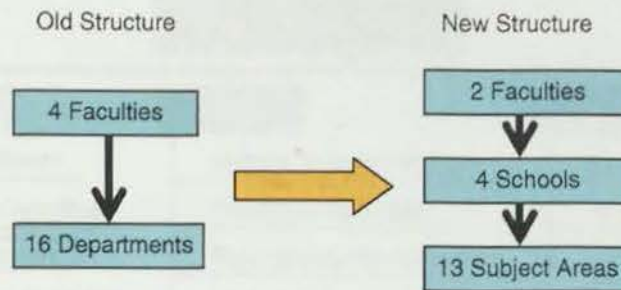 Old Structure
4 Faculties
16 Departments
New Structure
2 Faculties
4 Schools
13 Subject Areas